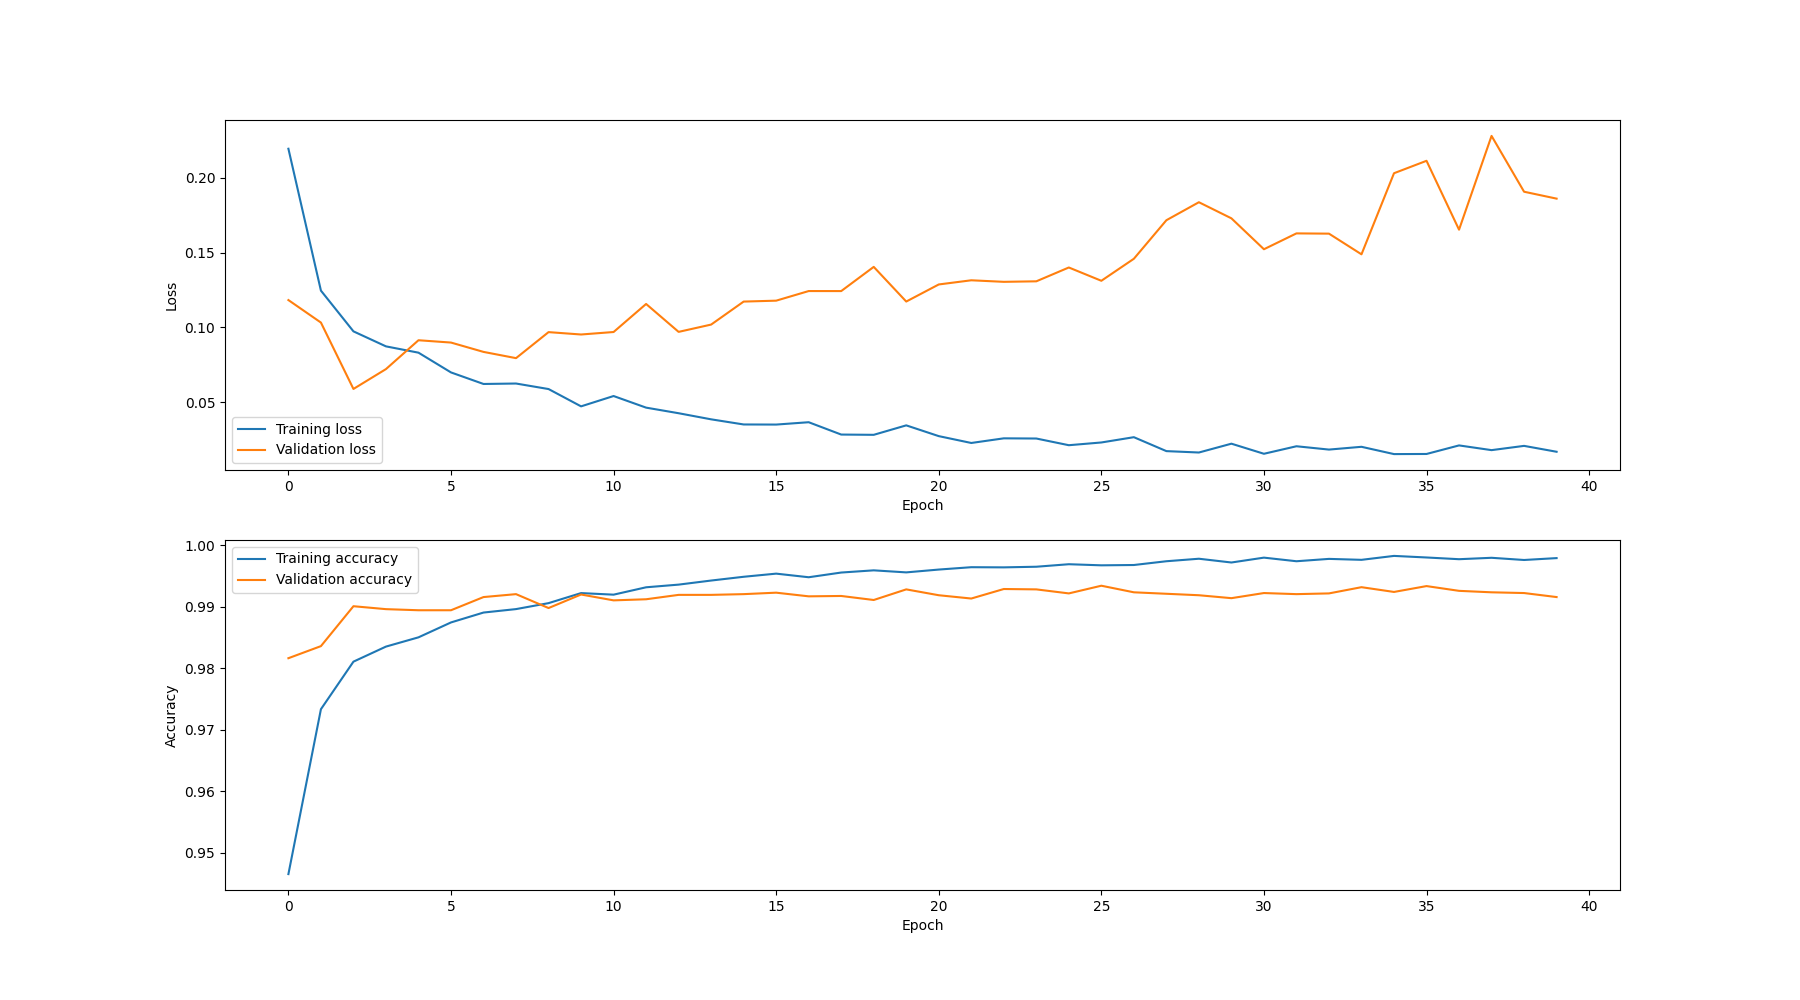 0.20
0.15
0.10
0.05
Loss
Training loss
Validation loss
0 5 10 15 20 25 30 35 40
Epoch
1.00
0.99
0.98
0.97
0.96
0.95
Accuracy
Training accuracy
Validation accuracy
0 5 10 15 20 25 30 35 40
Epoch